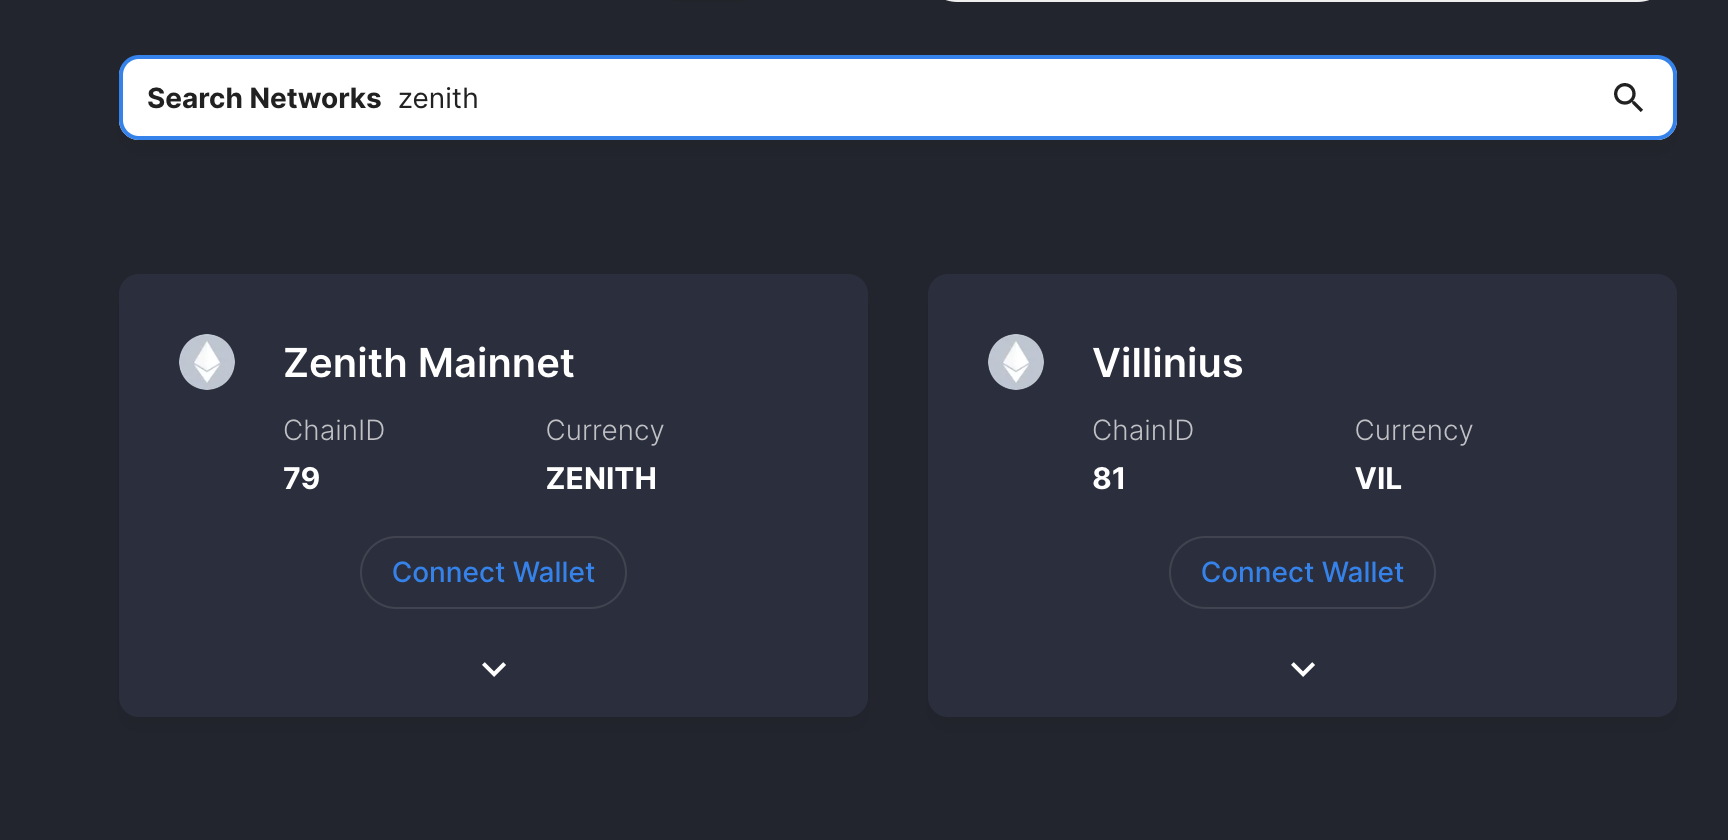 Search Networks zenith
Zenith Mainnet
ChainID Currency
79 ZENITH
Connect Wallet
Villinius
ChainID Currency
81 VIL
Connect Wallet